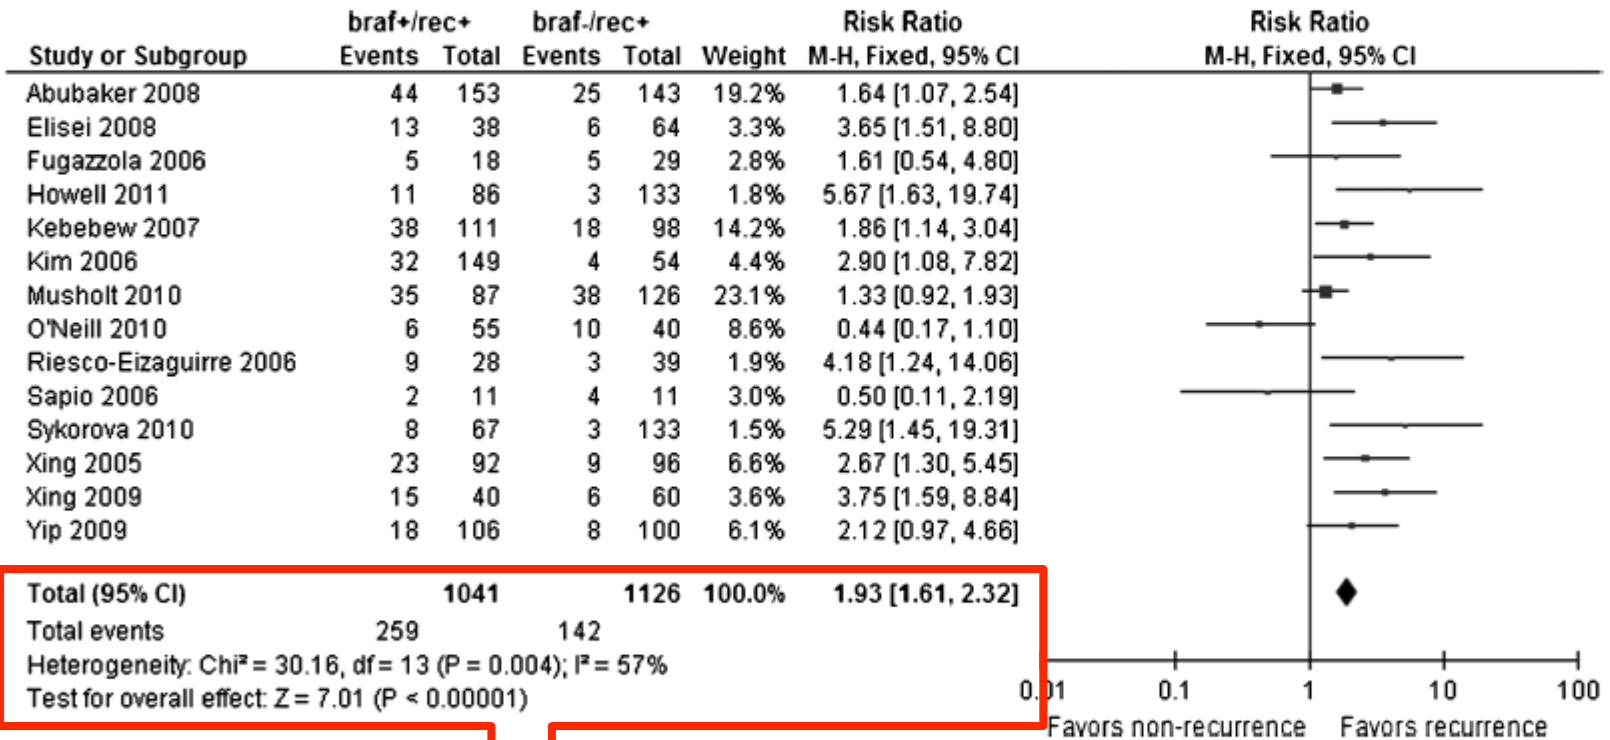 braf+/rec+ braf-/rec+ Risk Ratio Risk Ratio
Study or Subgroup Events Total Events Total Weight M-H, Fixed, 95% CI M-H, Fixed, 95% CI
Abubaker 2008 44 153 25 143 19.2% 1.64 [1.07, 2.54]
Elisei 2008 13 38 6 64 3.3% 3.65 [1.51, 8.80]
Fugazzola 2006 5 18 5 29 2.8% 1.61 [0.54, 4.80]
Howell 2011 11 86 3 133 1.8% 5.67 [1.63, 19.74]
Kebebew 2007 38 111 18 98 14.2% 1.86 [1.14, 3.04]
Kim 2006 32 149 4 54 4.4% 2.90 [1.08, 7.82]
Musholt 2010 35 87 38 126 23.1% 1.33 [0.92, 1.93]
O'Neill 2010 6 55 10 40 8.6% 0.44 [0.17, 1.10]
Riesco-Eizaguirre 2006 9 28 3 39 1.9% 4.18 [1.24, 14.06]
Sapio 2006 2 11 4 11 3.0% 0.50 [0.11, 2.19]
Sykorova 2010 8 67 3 133 1.5% 5.29 [1.45, 19.31]
Xing 2005 23 92 9 96 6.6% 2.67 [1.30, 5.45]
Xing 2009 15 40 6 60 3.6% 3.75 [1.59, 8.84]
Yip 2009 18 106 8 100 6.1% 2.12 [0.97, 4.66]
Total (95% CI) 1041 1126 100.0% 1.93 [1.61, 2.32]
Total events 259 142
Heterogeneity: Chi² = 30.16, df = 13 (P = 0.004); I² = 57%
Test for overall effect: Z = 7.01 (P < 0.00001)
0.01 0.1 1 10 100
Favors non-recurrence Favors recurrence